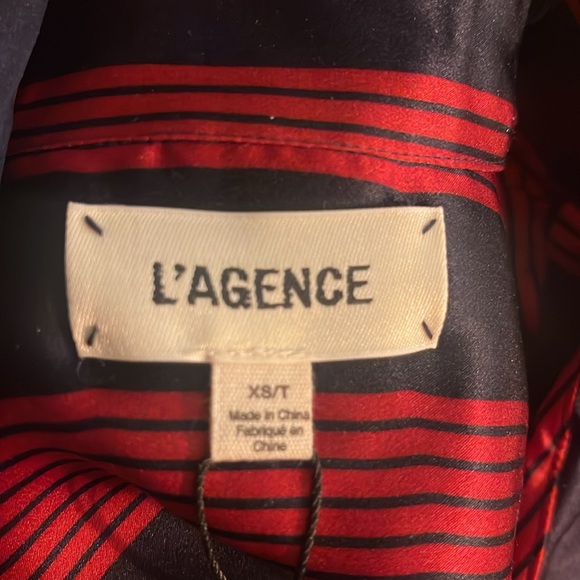 L'AGENCE
XS/T
Made in China
Fabriqué en
Chine